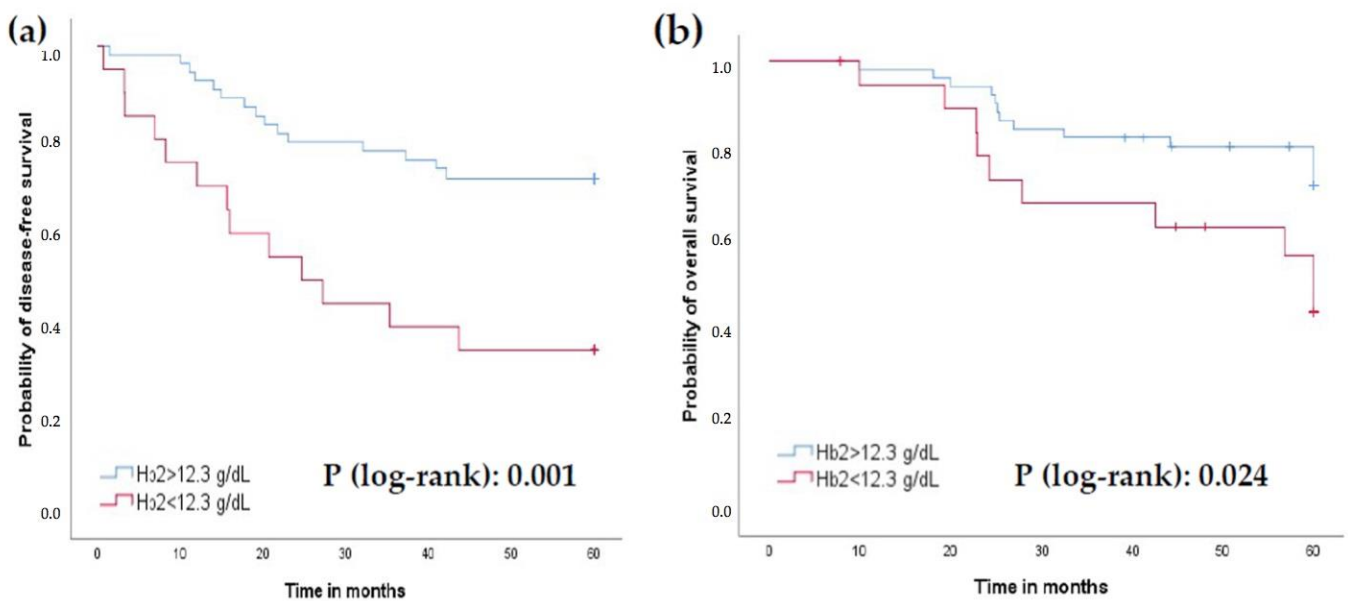 (a)
Probability of disease-free survival
1.0
0.8
0.6
0.4
0.2
0.0
Hb2>12.3 g/dL
Hb2<12.3 g/dL
P (log-rank): 0.001
0 10 20 30 40 50 60
Time in months
(b)
Probability of overall survival
1.0
0.8
0.6
0.4
0.2
0.0
Hb2>12.3 g/dL
Hb2<12.3 g/dL
P (log-rank): 0.024
0 10 20 30 40 50 60
Time in months